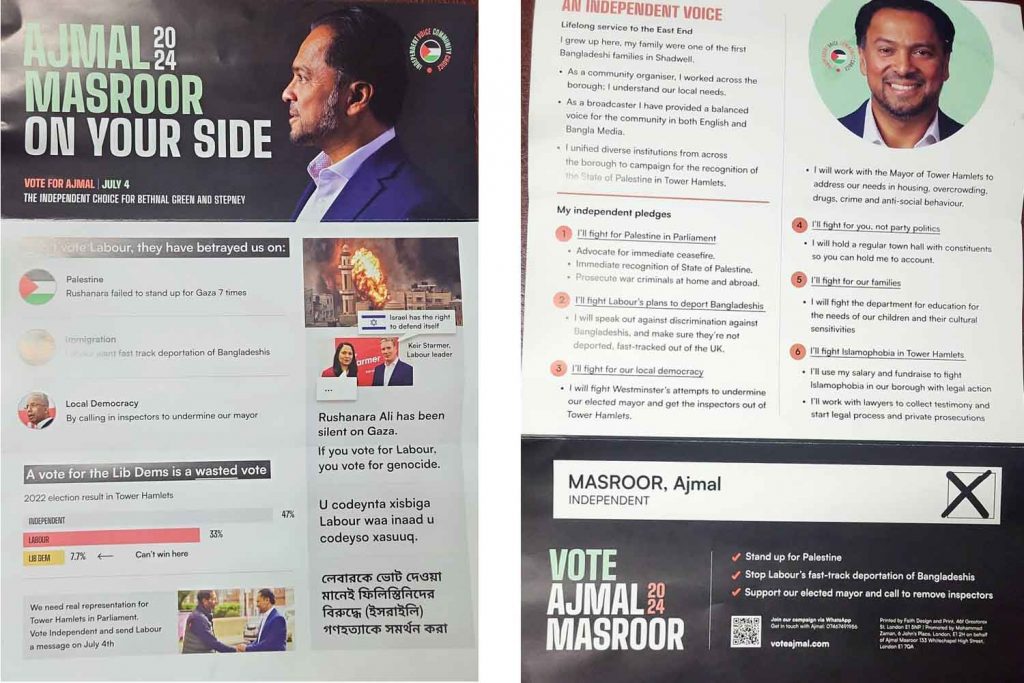 AJMAL 2024
MASROOR
ON YOUR SIDE
VOTE FOR AJMAL | JULY 4
THE INDEPENDENT CHOICE FOR BETHNAL GREEN AND STEPNEY
INDEPENDENT VOICE COMMUNITY CHOICE
vote Labour, they have betrayed us on:
Palestine
Rushanara failed to stand up for Gaza 7 times
Immigration
Labour want fast track deportation of Bangladeshis
Local Democracy
By calling in inspectors to undermine our mayor
A vote for the Lib Dems is a wasted vote
2022 election result in Tower Hamlets
INDEPENDENT
47%
LABOUR
33%
LIB DEM
7.7%
← Can't win here
We need real representation for
Tower Hamlets in Parliament.
Vote Independent and send Labour
a message on July 4th
Israel has the right
to defend itself
armer
Keir Starmer,
Labour leader
...
Rushanara Ali has been
silent on Gaza.
If you vote for Labour,
you vote for genocide.
U codeynta xisbiga
Labour waa inaad u
codeyso xasuuq.
লেবারকে ভোট দেওয়া
মানেই ফিলিস্তিনিদের
বিরুদ্ধে (ইসরাইলি)
গণহত্যাকে সমর্থন করা
AN INDEPENDENT VOICE
Lifelong service to the East End
I grew up here, my family were one of the first
Bangladeshi families in Shadwell.
• As a community organiser, I worked across the
borough; I understand our local needs.
• As a broadcaster I have provided a balanced
voice for the community in both English and
Bangla Media.
• I unified diverse institutions from across
the borough to campaign for the recognition of
the State of Palestine in Tower Hamlets.
My independent pledges
1 I'll fight for Palestine in Parliament
• Advocate for immediate ceasefire.
• Immediate recognition of State of Palestine.
• Prosecute war criminals at home and abroad.
2 I'll fight Labour's plans to deport Bangladeshis
• I will speak out against discrimination against
Bangladeshis, and make sure they're not
deported, fast-tracked out of the UK.
3 I'll fight for our local democracy
• I will fight Westminster's attempts to undermine
our elected mayor and get the inspectors out of
Tower Hamlets.
• I will work with the Mayor of Tower Hamlets to
address our needs in housing, overcrowding,
drugs, crime and anti-social behaviour.
4 I'll fight for you, not party politics
• I will hold a regular town hall with constituents
so you can hold me to account.
5 I'll fight for our families
• I will fight the department for education for
the needs of our children and their cultural
sensitivities
6 I'll fight Islamophobia in Tower Hamlets
• I'll use my salary and fundraise to fight
Islamophobia in our borough with legal action
• I'll work with lawyers to collect testimony and
start legal process and private prosecutions
MASROOR, Ajmal
INDEPENDENT
VOTE
AJMAL 2024
MASROOR
✓ Stand up for Palestine
✓ Stop Labour's fast-track deportation of Bangladeshis
✓ Support our elected mayor and call to remove inspectors
Join our campaign via WhatsApp
Get in touch with Ajmal: 07467491986
voteajmal.com
Printed by Faith Design and Print, 46f Greatorex
St, London E1 5NP | Promoted by Mohammed
Zaman, 6 John's Place, London, E1 2H on behalf
of Ajmal Masroor 133 Whitechapel High Street,
London E1 7QA